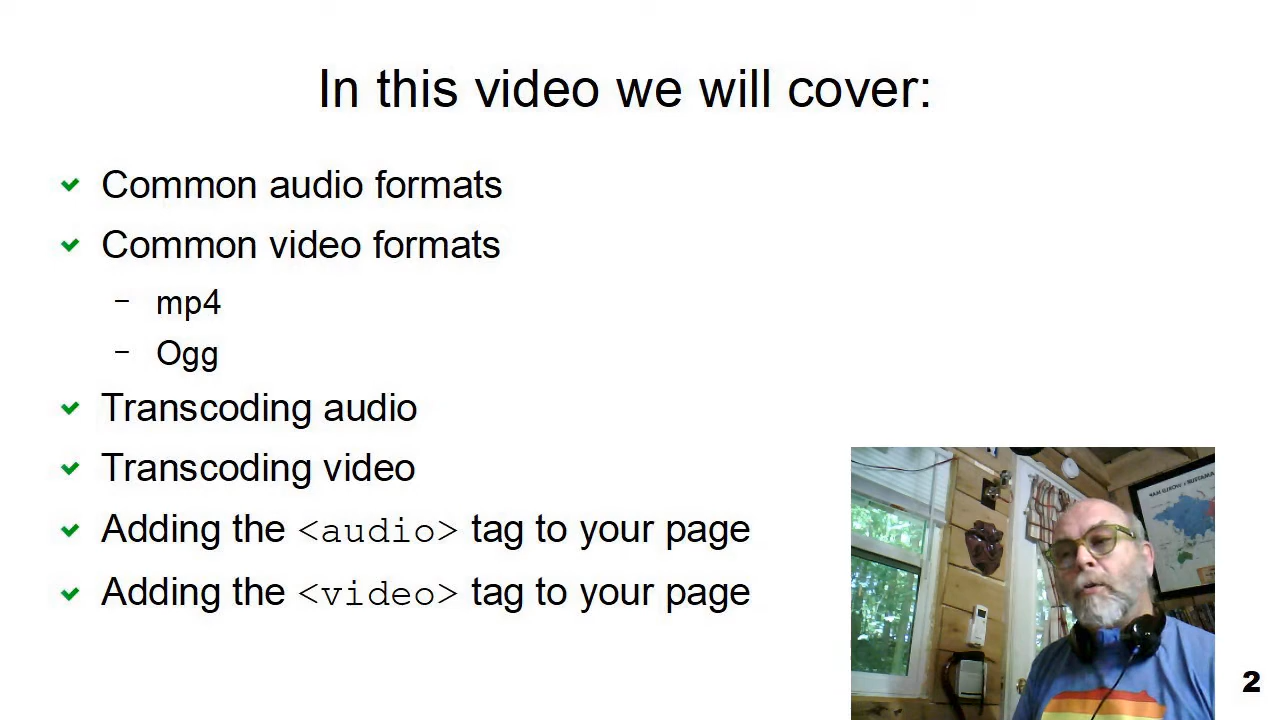 In this video we will cover:
Common audio formats
Common video formats
– mp4
– Ogg
Transcoding audio
Transcoding video
Adding the <audio> tag to your page
Adding the <video> tag to your page
2